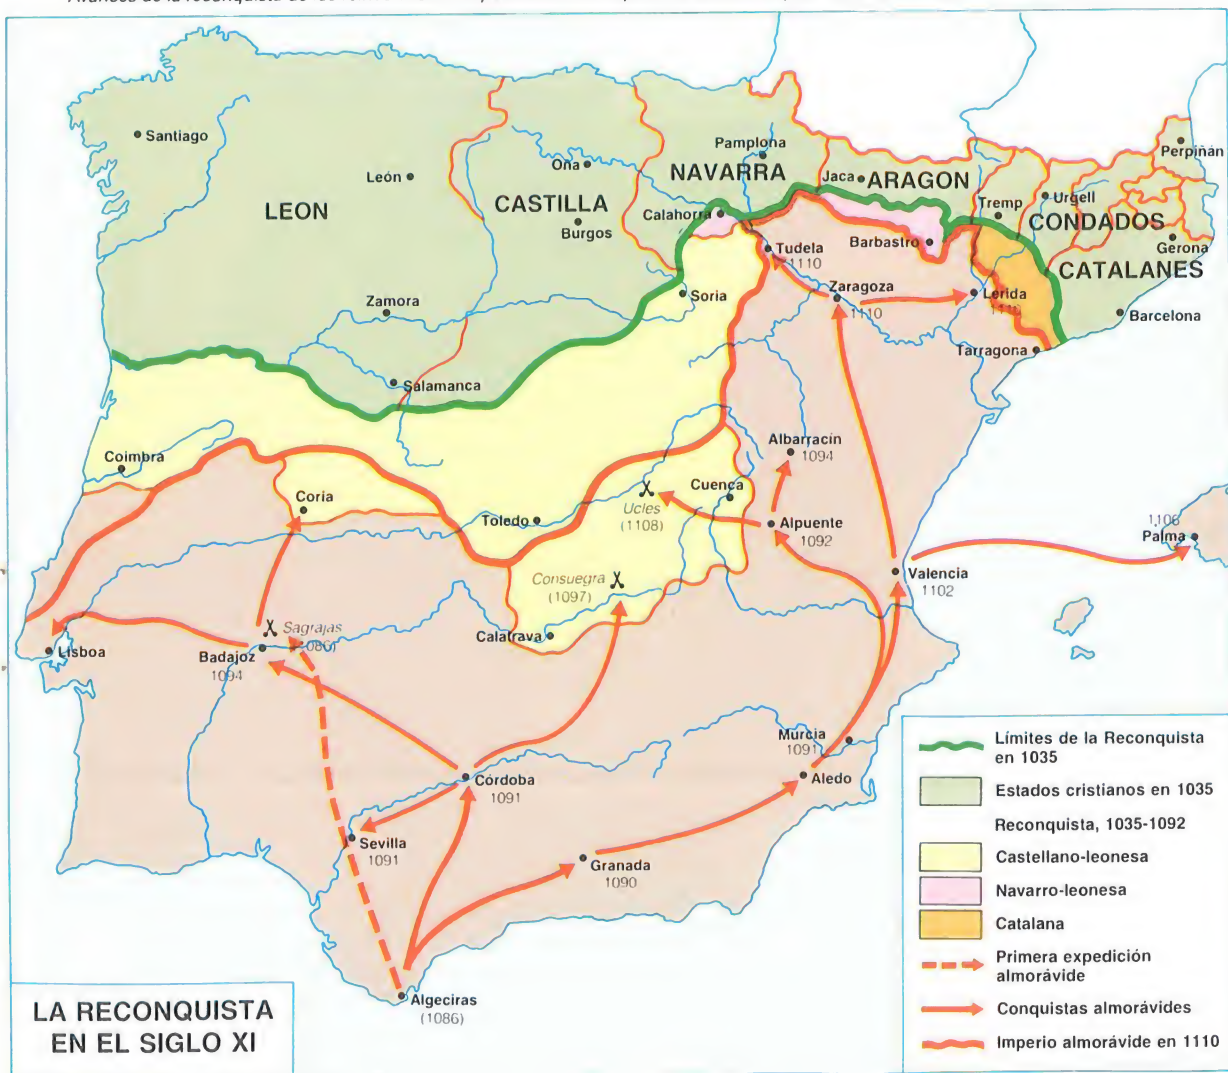 Santiago
León
LEON
Oña
CASTILLA
Burgos
Pamplona
NAVARRA
Calahorra
Jaca
ARAGON
Tremp
Urgell
Perpiñán
CONDADOS
CATALANES
Gerona
Barbastro
Tudela
1110
Zaragoza
1110
Lérida
Soria
Zamora
Salamanca
Barcelona
Tarragona
Coimbra
Coria
Toledo
Albarracín
1094
Cuenca
Ucles
(1108)
Alpuente
1092
Consuegra
(1097)
Calatrava
1,106
Palma
Valencia
1102
Sagrajas
Lisboa
Badajoz
1094
Murcia
1091
Aledo
Córdoba
1091
Sevilla
1091
Granada
1090
Algeciras
(1086)
LA RECONQUISTA
EN EL SIGLO XI
Límites de la Reconquista
en 1035
Estados cristianos en 1035
Reconquista, 1035-1092
Castellano-leonesa
Navarro-leonesa
Catalana
Primera expedición
almorávide
Conquistas almorávides
Imperio almorávide en 1110